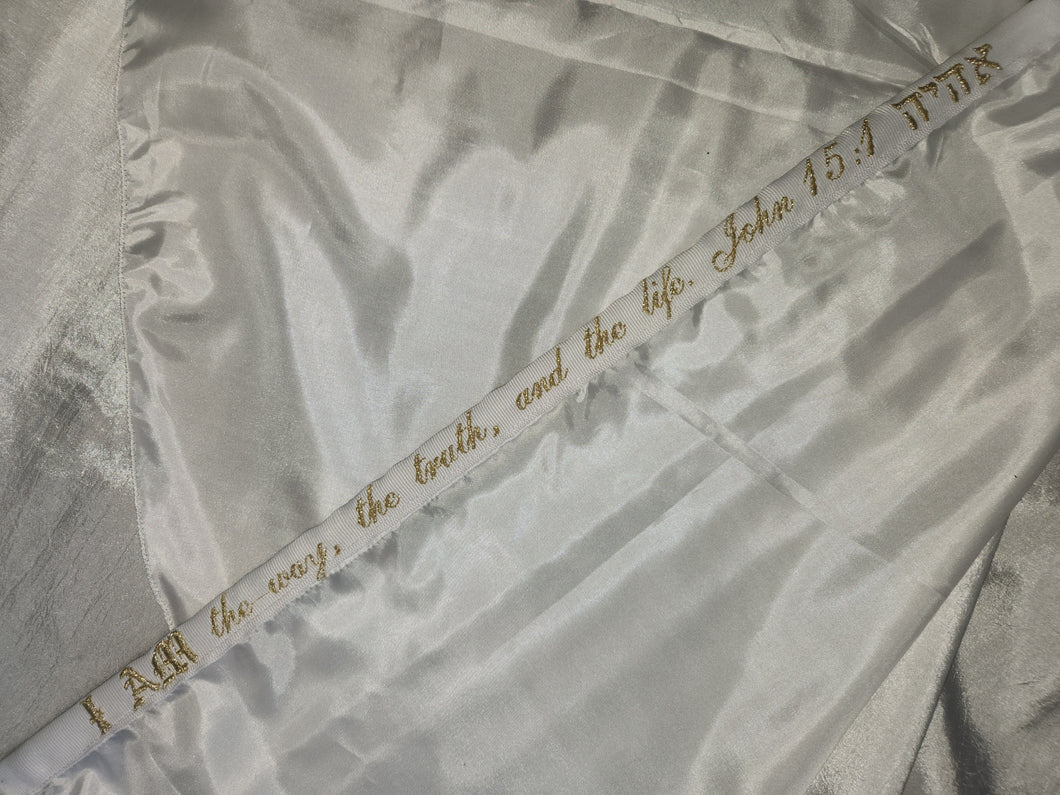 I AM the way, the truth, and the life. John 15:1 אהיה